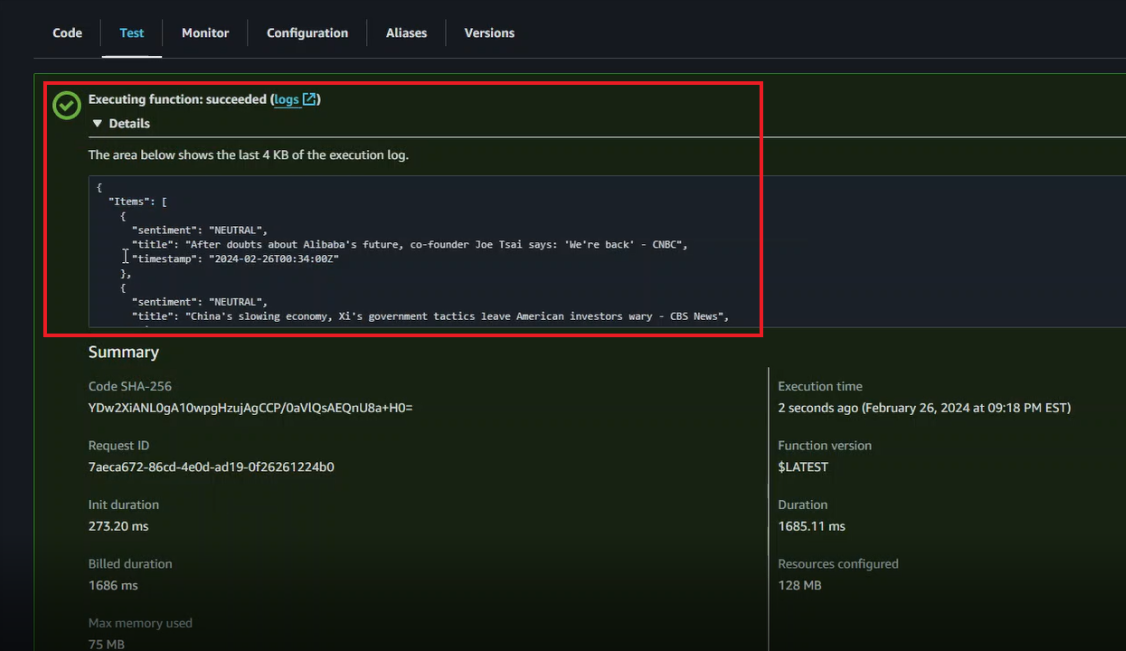 Code Test Monitor Configuration Aliases Versions
Executing function: succeeded (logs)
Details
The area below shows the last 4 KB of the execution log.
{
"Items": [
{
"sentiment": "NEUTRAL",
"title": "After doubts about Alibaba's future, co-founder Joe Tsai says: 'We're back' - CNBC",
"timestamp": "2024-02-26T00:34:00Z"
},
{
"sentiment": "NEUTRAL",
"title": "China's slowing economy, Xi's government tactics leave American investors wary - CBS News",
Summary
Code SHA-256
YDw2XiANL0gA10wpgHzujAgCCP/0aVlQsAEQnU8a+H0=
Execution time
2 seconds ago (February 26, 2024 at 09:18 PM EST)
Request ID
7aeca672-86cd-4e0d-ad19-0f26261224b0
Function version
$LATEST
Init duration
273.20 ms
Duration
1685.11 ms
Billed duration
1686 ms
Resources configured
128 MB
Max memory used
75 MB